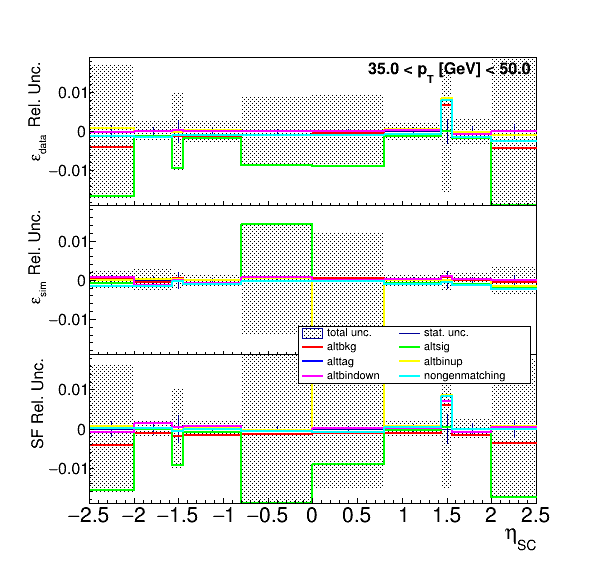 35.0 < p_T [GeV] < 50.0
ε_data Rel. Unc.
0.01
0
−0.01
ε_sim Rel. Unc.
0.01
0
−0.01
total unc. stat. unc.
altbkg altsig
alttag altbinup
altbindown nongenmatching
SF Rel. Unc.
0.01
0
−0.01
−2.5 −2 −1.5 −1 −0.5 0 0.5 1 1.5 2 2.5
η_SC